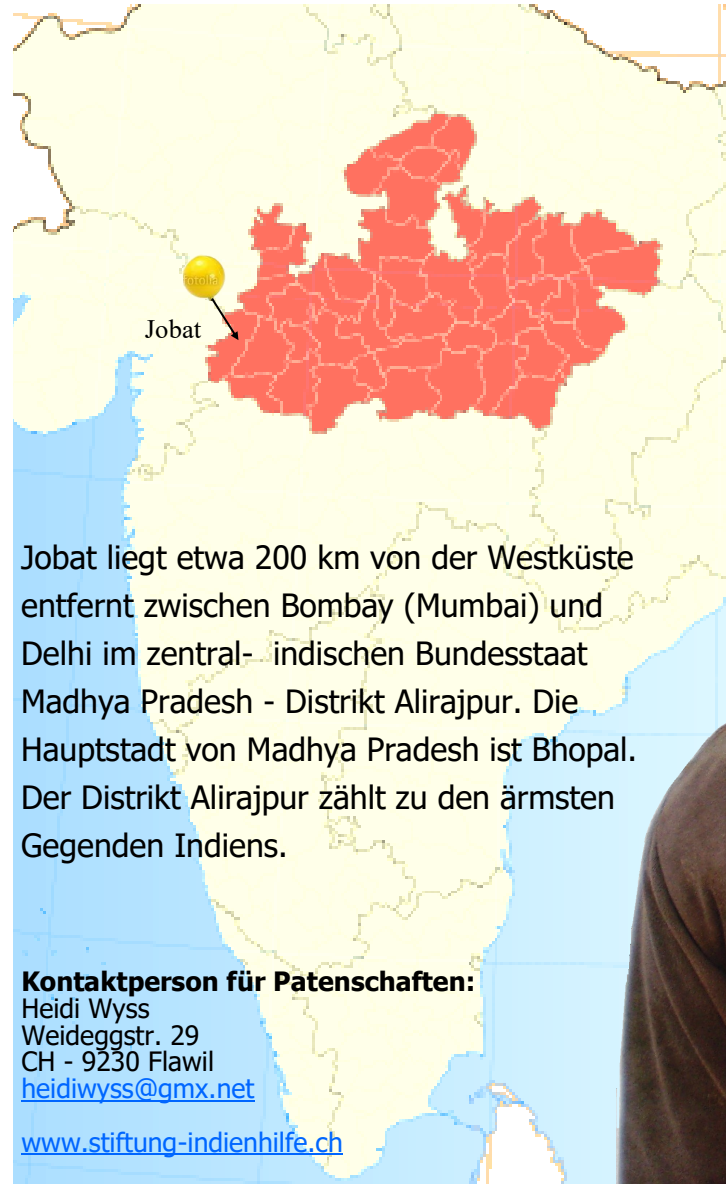 fotolia
Jobat
Jobat liegt etwa 200 km von der Westküste
entfernt zwischen Bombay (Mumbai) und
Delhi im zentral-  indischen Bundesstaat
Madhya Pradesh - Distrikt Alirajpur. Die
Hauptstadt von Madhya Pradesh ist Bhopal.
Der Distrikt Alirajpur zählt zu den ärmsten
Gegenden Indiens.
Kontaktperson für Patenschaften:
Heidi Wyss
Weideggstr. 29
CH - 9230 Flawil
heidiwyss@gmx.net
www.stiftung-indienhilfe.ch